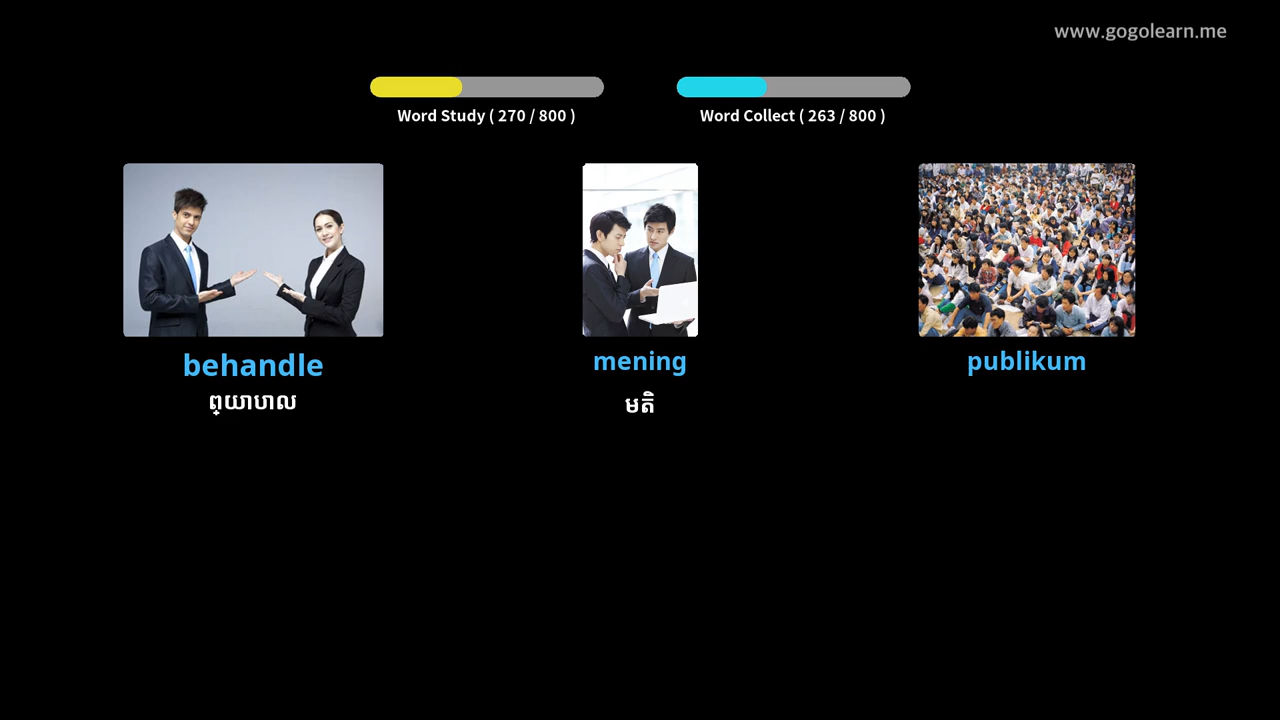 www.gogolearn.me
Word Study ( 270 / 800 )
Word Collect ( 263 / 800 )
behandle
ព្យាបាល
mening
មតិ
publikum